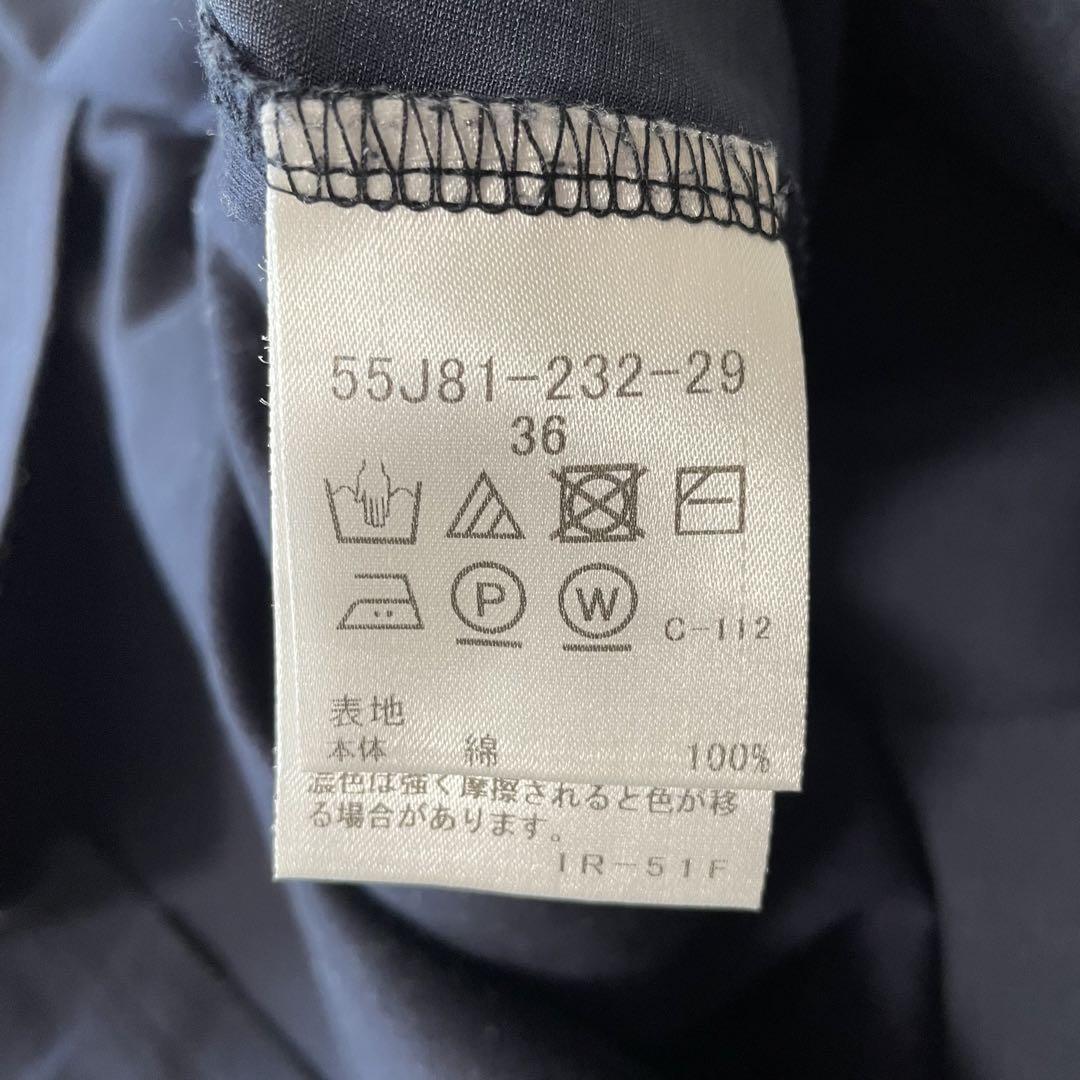 55J81-232-29
36
P W C-112
表地
本体 綿 100%
濃色は強く摩擦されると色が移
る場合があります。
IR-51F